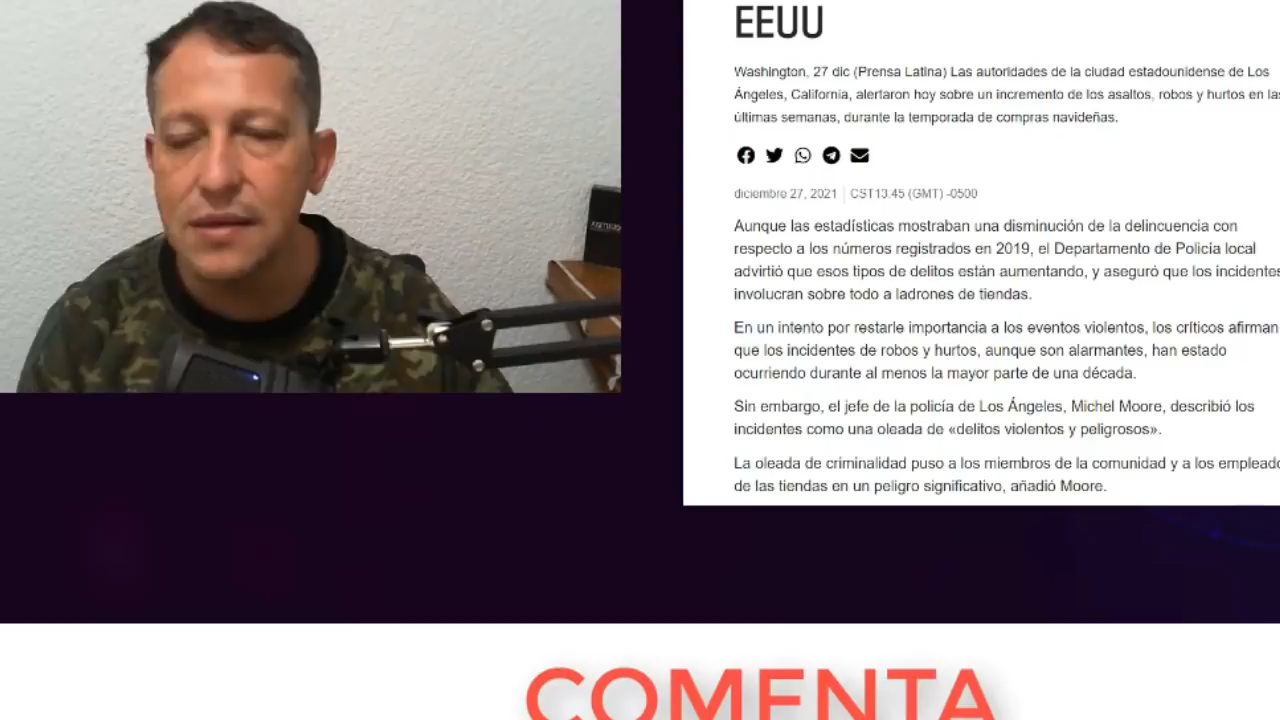 EEUU
Washington, 27 dic (Prensa Latina) Las autoridades de la ciudad estadounidense de Los
Ángeles, California, alertaron hoy sobre un incremento de los asaltos, robos y hurtos en las
últimas semanas, durante la temporada de compras navideñas.
diciembre 27, 2021 | CST13:45 (GMT) -0500
Aunque las estadísticas mostraban una disminución de la delincuencia con
respecto a los números registrados en 2019, el Departamento de Policía local
advirtió que esos tipos de delitos están aumentando, y aseguró que los incidentes
involucran sobre todo a ladrones de tiendas.
En un intento por restarle importancia a los eventos violentos, los críticos afirman
que los incidentes de robos y hurtos, aunque son alarmantes, han estado
ocurriendo durante al menos la mayor parte de una década.
Sin embargo, el jefe de la policía de Los Ángeles, Michel Moore, describió los
incidentes como una oleada de «delitos violentos y peligrosos».
La oleada de criminalidad puso a los miembros de la comunidad y a los empleado
de las tiendas en un peligro significativo, añadió Moore.
COMENTA